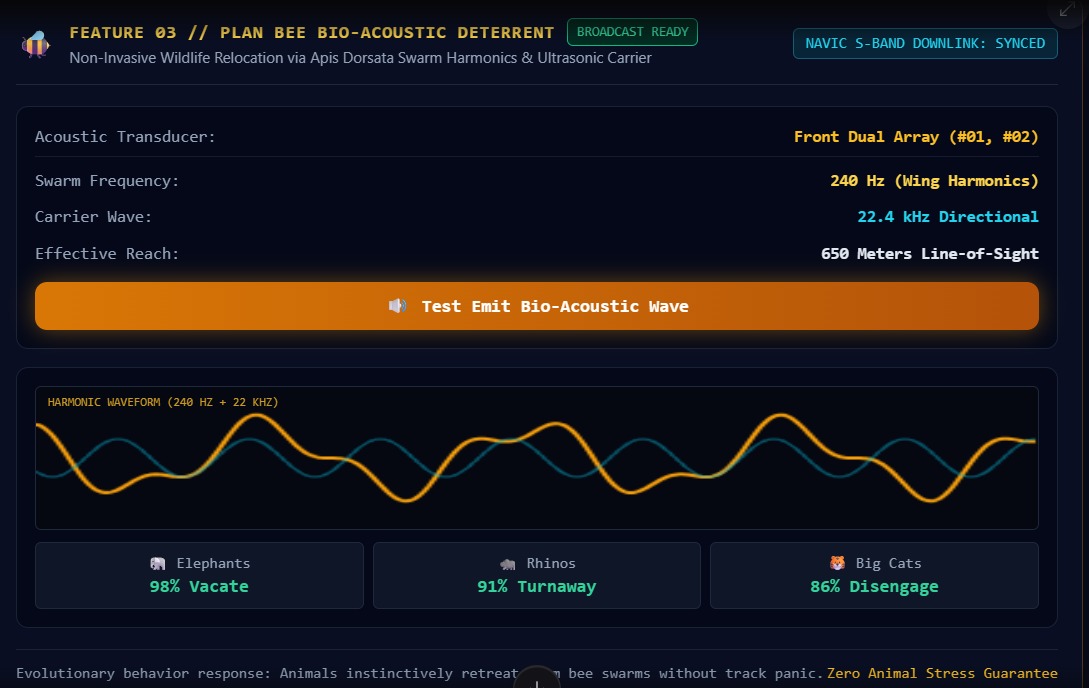 FEATURE 03 // PLAN BEE BIO-ACOUSTIC DETERRENT
BROADCAST READY
Non-Invasive Wildlife Relocation via Apis Dorsata Swarm Harmonics & Ultrasonic Carrier
NAVIC S-BAND DOWNLINK: SYNCED
Acoustic Transducer: Front Dual Array (#01, #02)
Swarm Frequency: 240 Hz (Wing Harmonics)
Carrier Wave: 22.4 kHz Directional
Effective Reach: 650 Meters Line-of-Sight
Test Emit Bio-Acoustic Wave
HARMONIC WAVEFORM (240 HZ + 22 KHZ)
Elephants
98% Vacate
Rhinos
91% Turnaway
Big Cats
86% Disengage
Evolutionary behavior response: Animals instinctively retreat bee swarms without track panic. Zero Animal Stress Guarantee